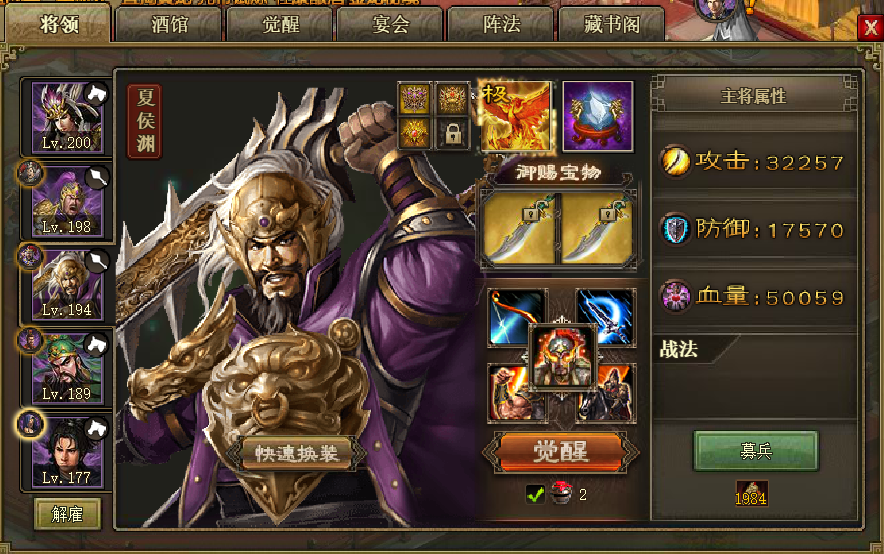 将领
酒馆
觉醒
宴会
阵法
藏书阁
X
夏侯渊
Lv.200
Lv.198
Lv.194
Lv.189
Lv.177
解雇
极
御赐宝物
快速换装
觉醒
2
主将属性
攻击:32257
防御:17570
血量:50059
战法
募兵
1984